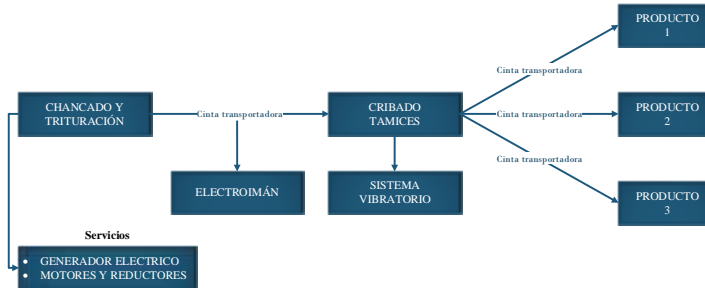 PRODUCTO
1
Cinta transportadora
CHANCADO Y
TRITURACIÓN
Cinta transportadora
CRIBADO
TAMICES
Cinta transportadora
PRODUCTO
2
Cinta transportadora
ELECTROIMÁN
SISTEMA
VIBRATORIO
PRODUCTO
3
Servicios
• GENERADOR ELECTRICO
• MOTORES Y REDUCTORES